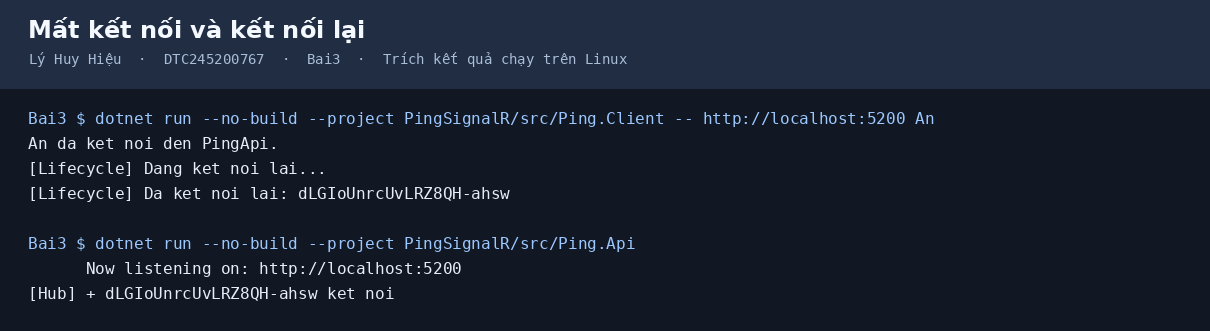 Mất kết nối và kết nối lại
Lý Huy Hiệu · DTC245200767 · Bai3 · Trích kết quả chạy trên Linux
Bai3 $ dotnet run --no-build --project PingSignalR/src/Ping.Client -- http://localhost:5200 An
An da ket noi den PingApi.
[Lifecycle] Dang ket noi lai...
[Lifecycle] Da ket noi lai: dLGIoUnrcUvLRZ8QH-ahsw
Bai3 $ dotnet run --no-build --project PingSignalR/src/Ping.Api
Now listening on: http://localhost:5200
[Hub] + dLGIoUnrcUvLRZ8QH-ahsw ket noi